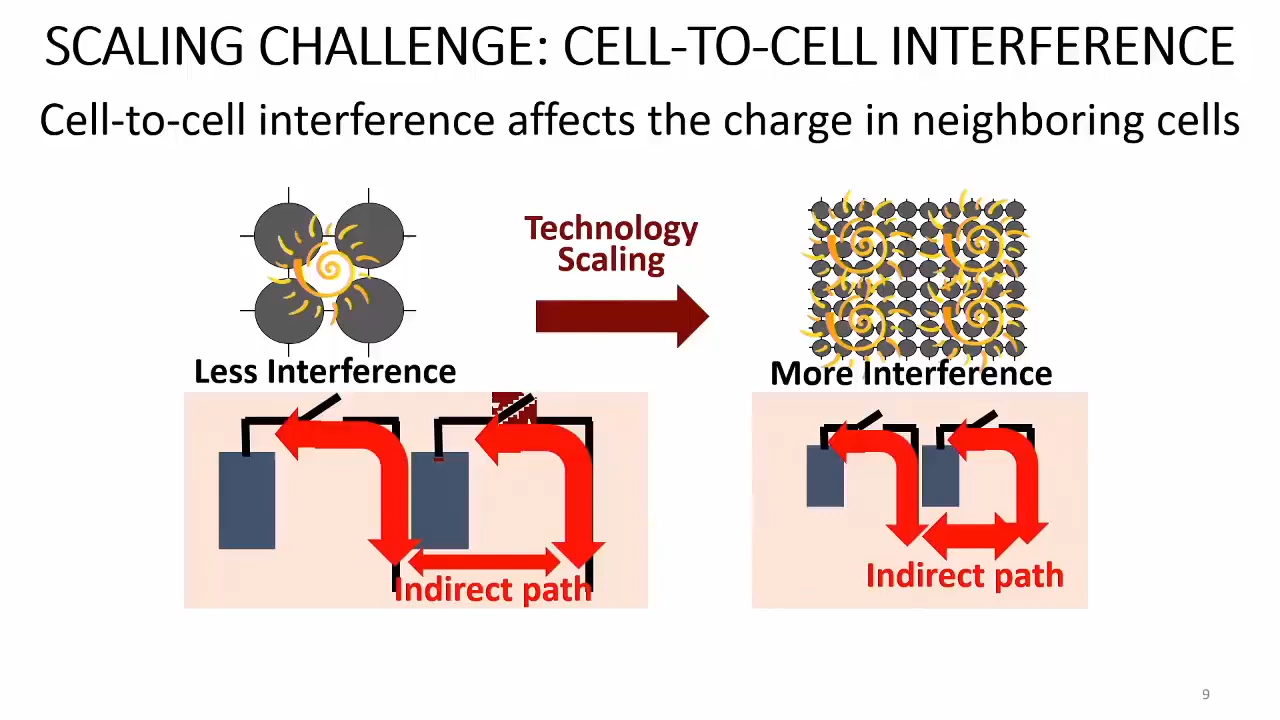 SCALING CHALLENGE: CELL-TO-CELL INTERFERENCE
Cell-to-cell interference affects the charge in neighboring cells
Technology
Scaling
Less Interference
More Interference
Indirect path
Indirect path
9